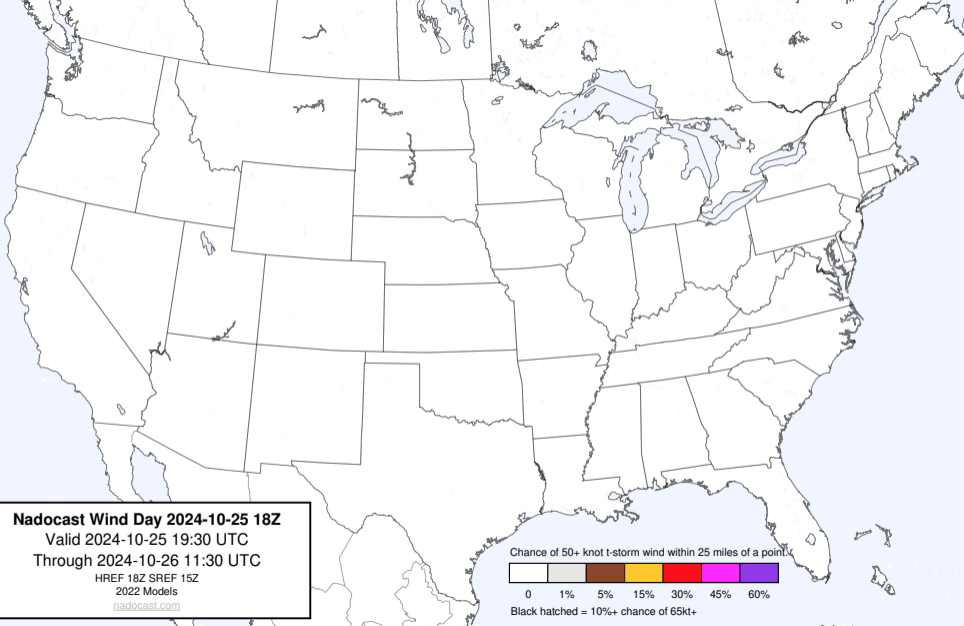 Nadocast Wind Day 2024-10-25 18Z
Valid 2024-10-25 19:30 UTC
Through 2024-10-26 11:30 UTC
HREF 18Z SREF 15Z
2022 Models
nadocast.com
Chance of 50+ knot t-storm wind within 25 miles of a point.
0 1% 5% 15% 30% 45% 60%
Black hatched = 10%+ chance of 65kt+